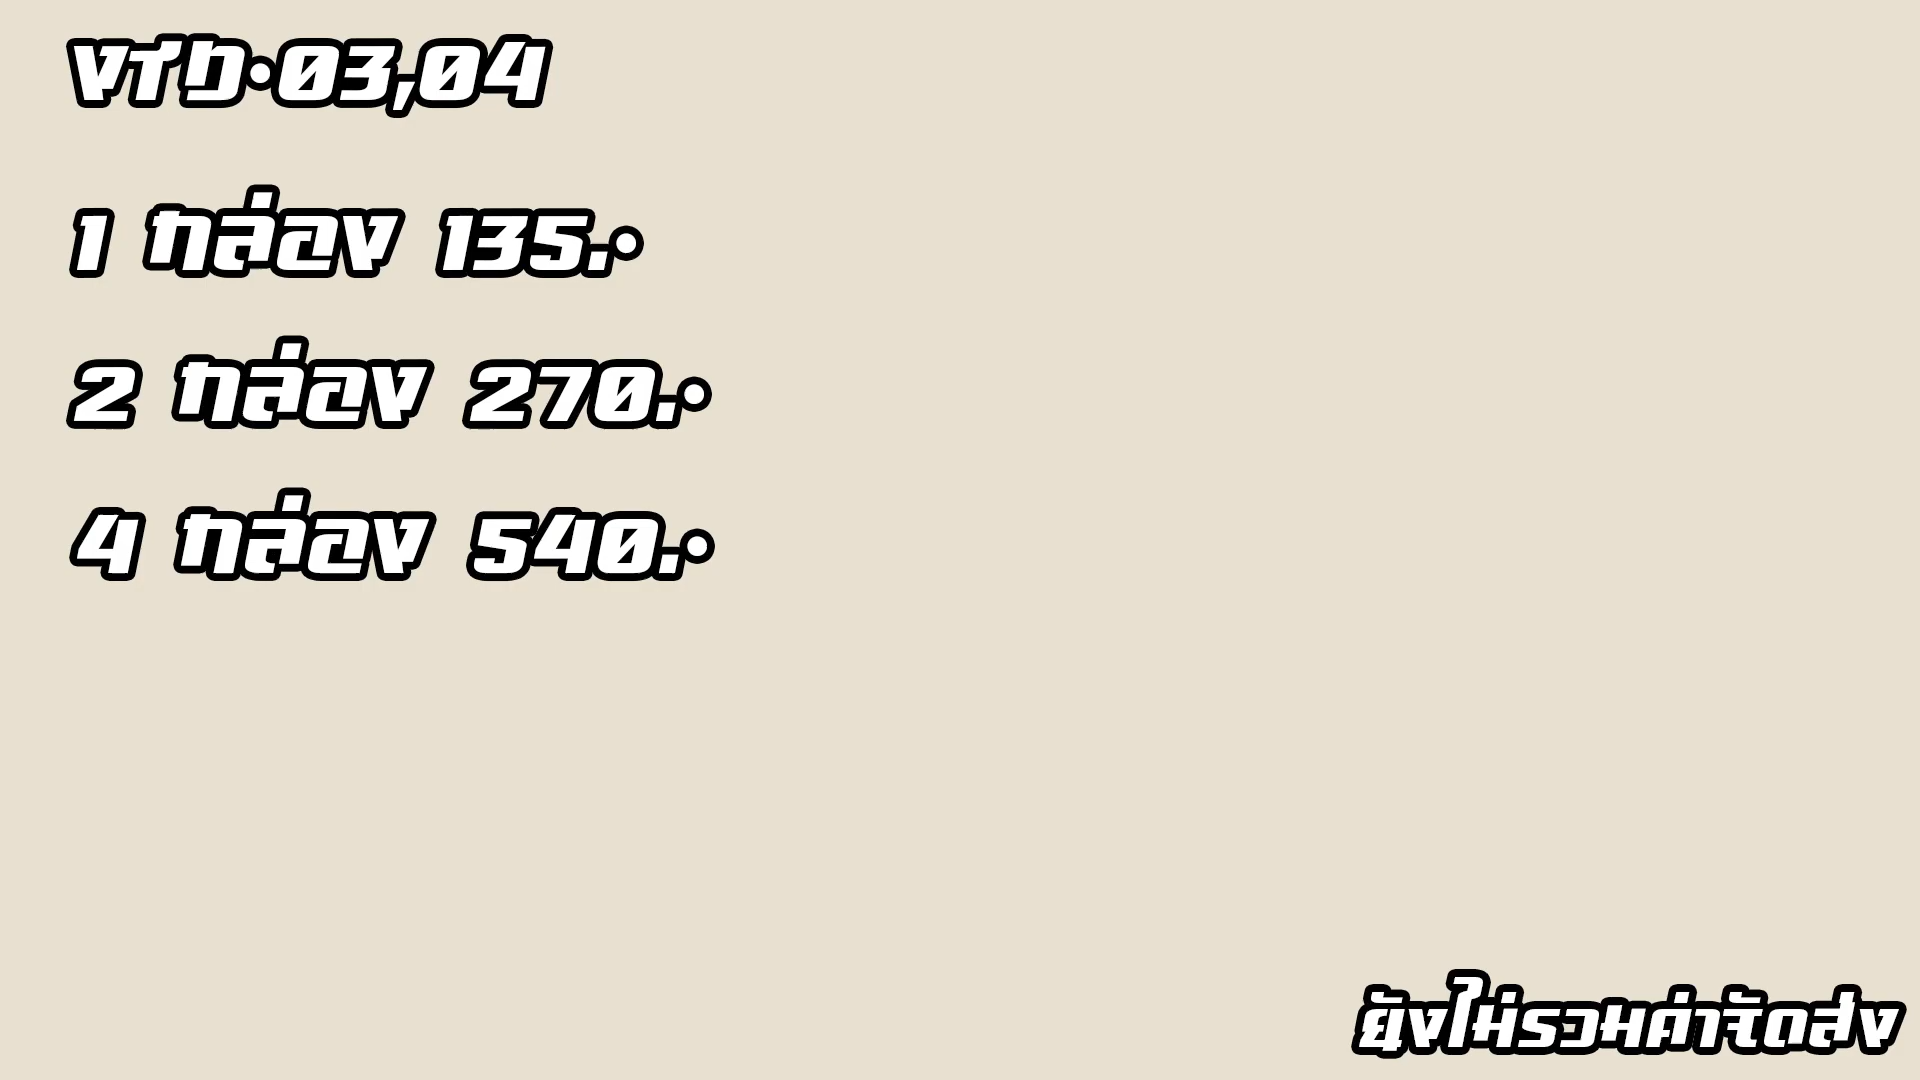 •03,04
1 กล่อง 135.•
2 กล่อง 270.•
4 กล่อง 540.•
ยังไม่รวมค่าจัดส่ง